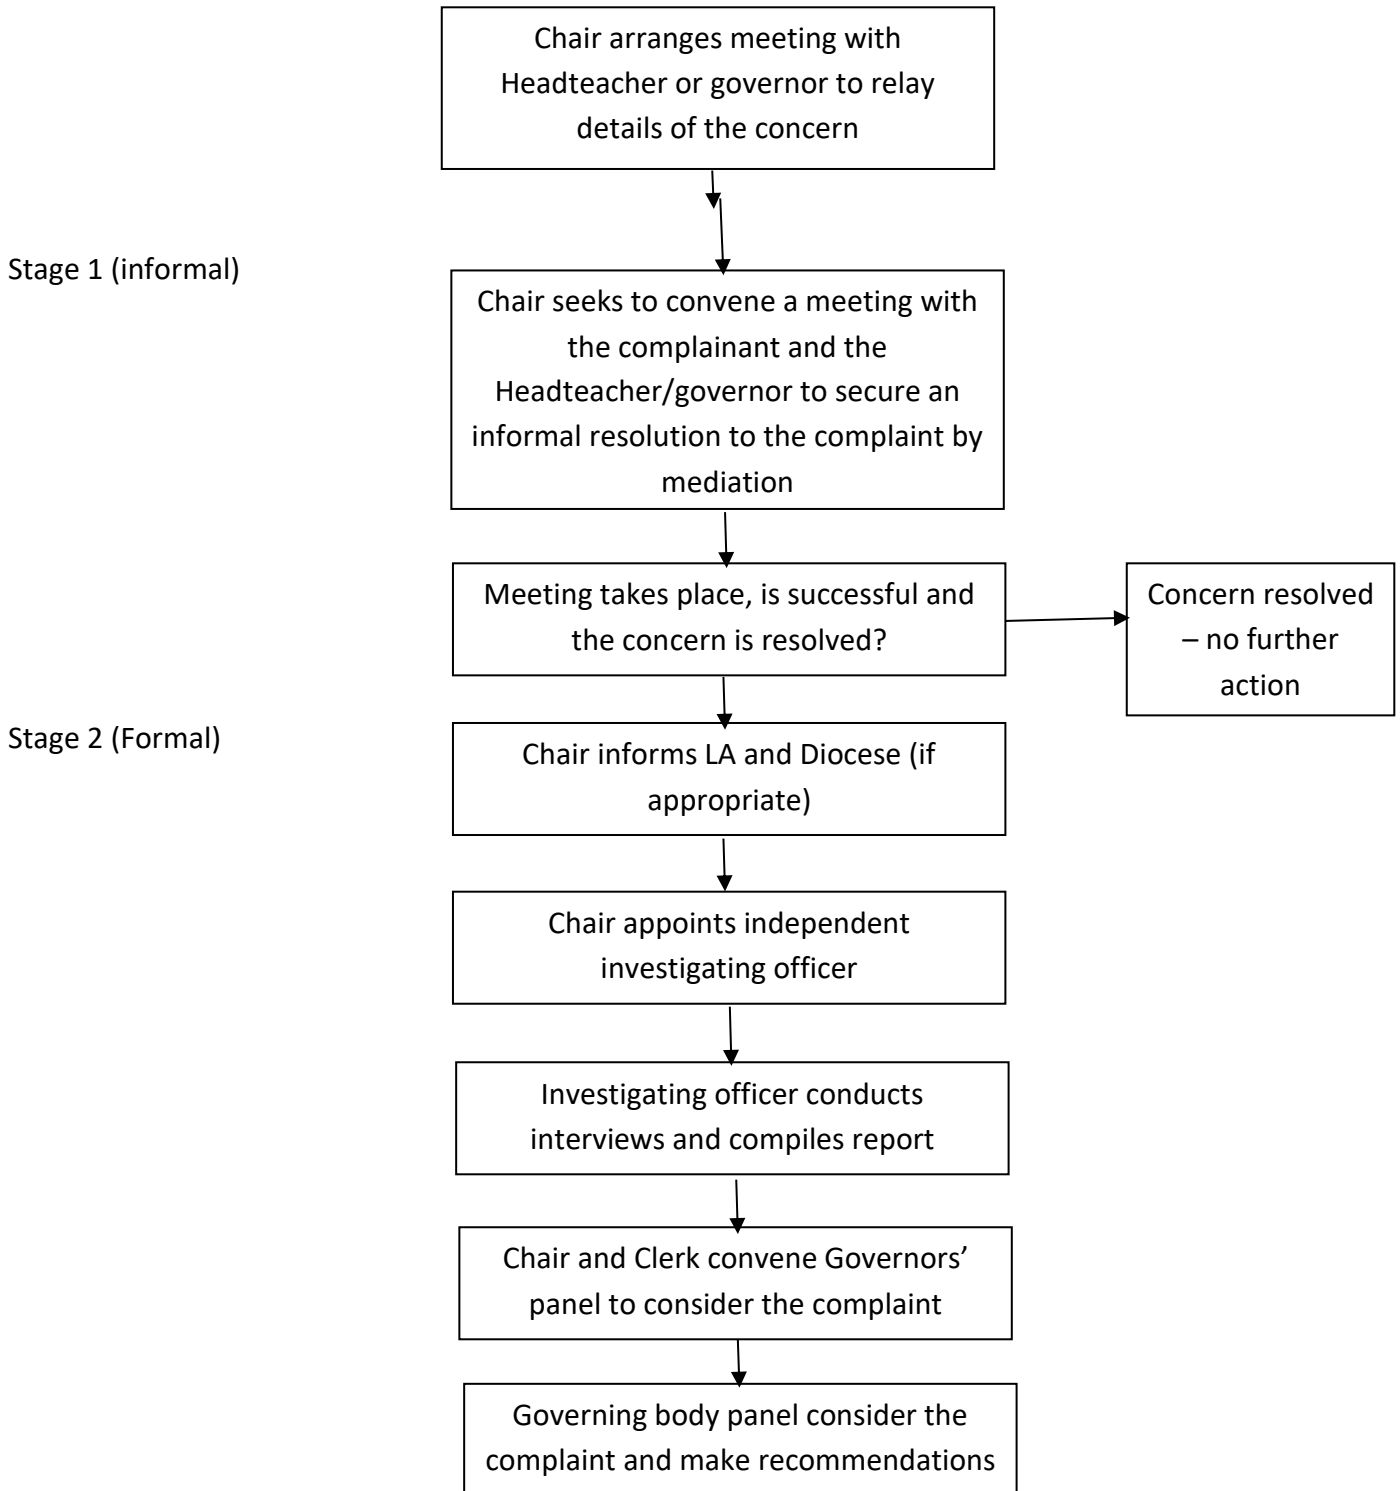 Chair arranges meeting with
Headteacher or governor to relay
details of the concern
Stage 1 (informal)
Chair seeks to convene a meeting with
the complainant and the
Headteacher/governor to secure an
informal resolution to the complaint by
mediation
Meeting takes place, is successful and
the concern is resolved?
Concern resolved
– no further
action
Stage 2 (Formal)
Chair informs LA and Diocese (if
appropriate)
Chair appoints independent
investigating officer
Investigating officer conducts
interviews and compiles report
Chair and Clerk convene Governors’
panel to consider the complaint
Governing body panel consider the
complaint and make recommendations